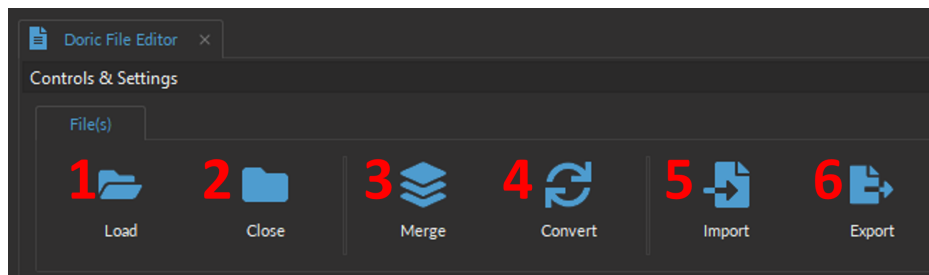 Doric File Editor ×
Controls & Settings
File(s)
1 2 3 4 5 6
Load Close Merge Convert Import Export